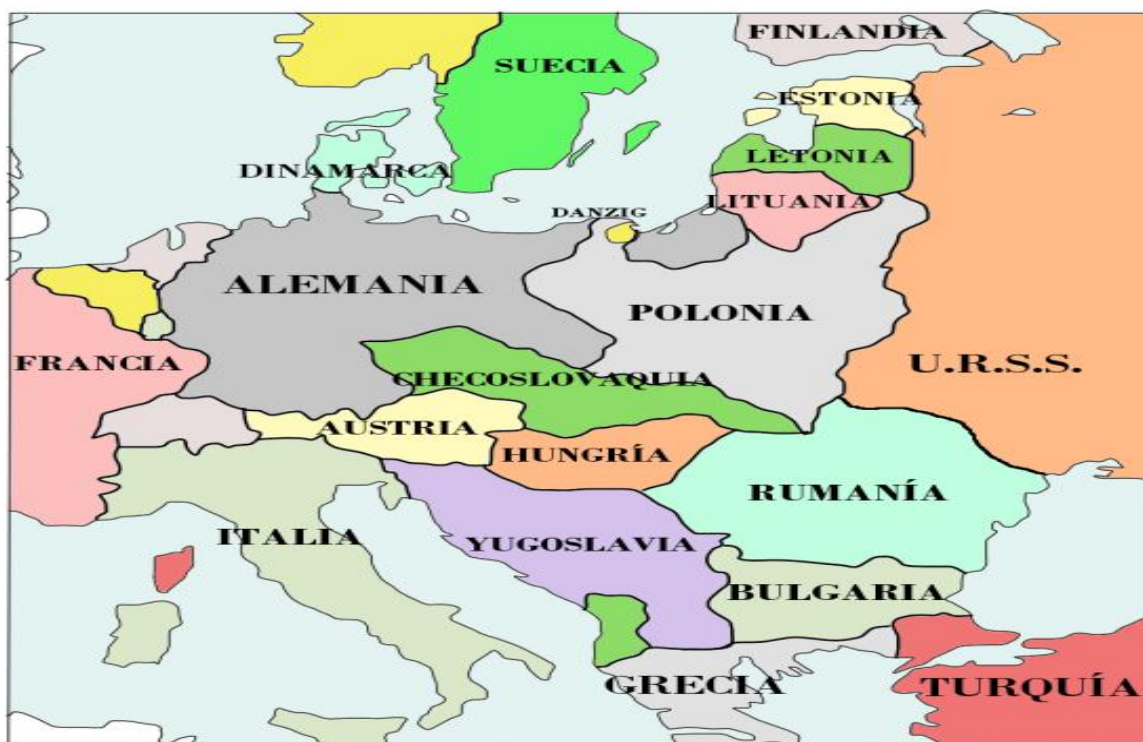 FINLANDIA
SUECIA
ESTONIA
LETONIA
DINAMARCA
LITUANIA
DANZIG
ALEMANIA
POLONIA
FRANCIA
U.R.S.S.
CHECOSLOVAQUIA
AUSTRIA
HUNGRÍA
RUMANÍA
ITALIA
YUGOSLAVIA
BULGARIA
GRECIA
TURQUÍA